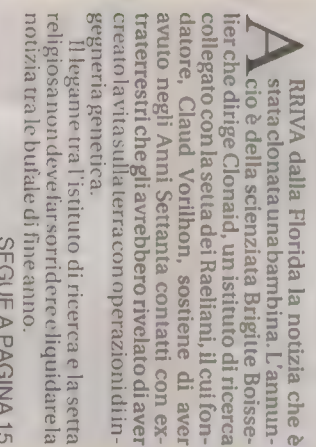 ARRIVA dalla Florida la notizia che è
stata clonata una bambina. L'annun-
cio è della scienziata Brigitte Boisse-
lier che dirige Clonaid, un istituto di ricerca
collegato con la setta dei Raeliani, il cui fon-
datore, Claud Vorilhon, sostiene di aver
avuto negli Anni Settanta contatti con ex-
traterrestri che gli avrebbero rivelato di aver
creato la vita sulla terra con operazioni di in-
gegneria genetica.
Il legame tra l'istituto di ricerca e la setta
religiosa non deve far sorridere e liquidare la
notizia tra le bufale di fine anno.
SEGUE A PAGINA 15